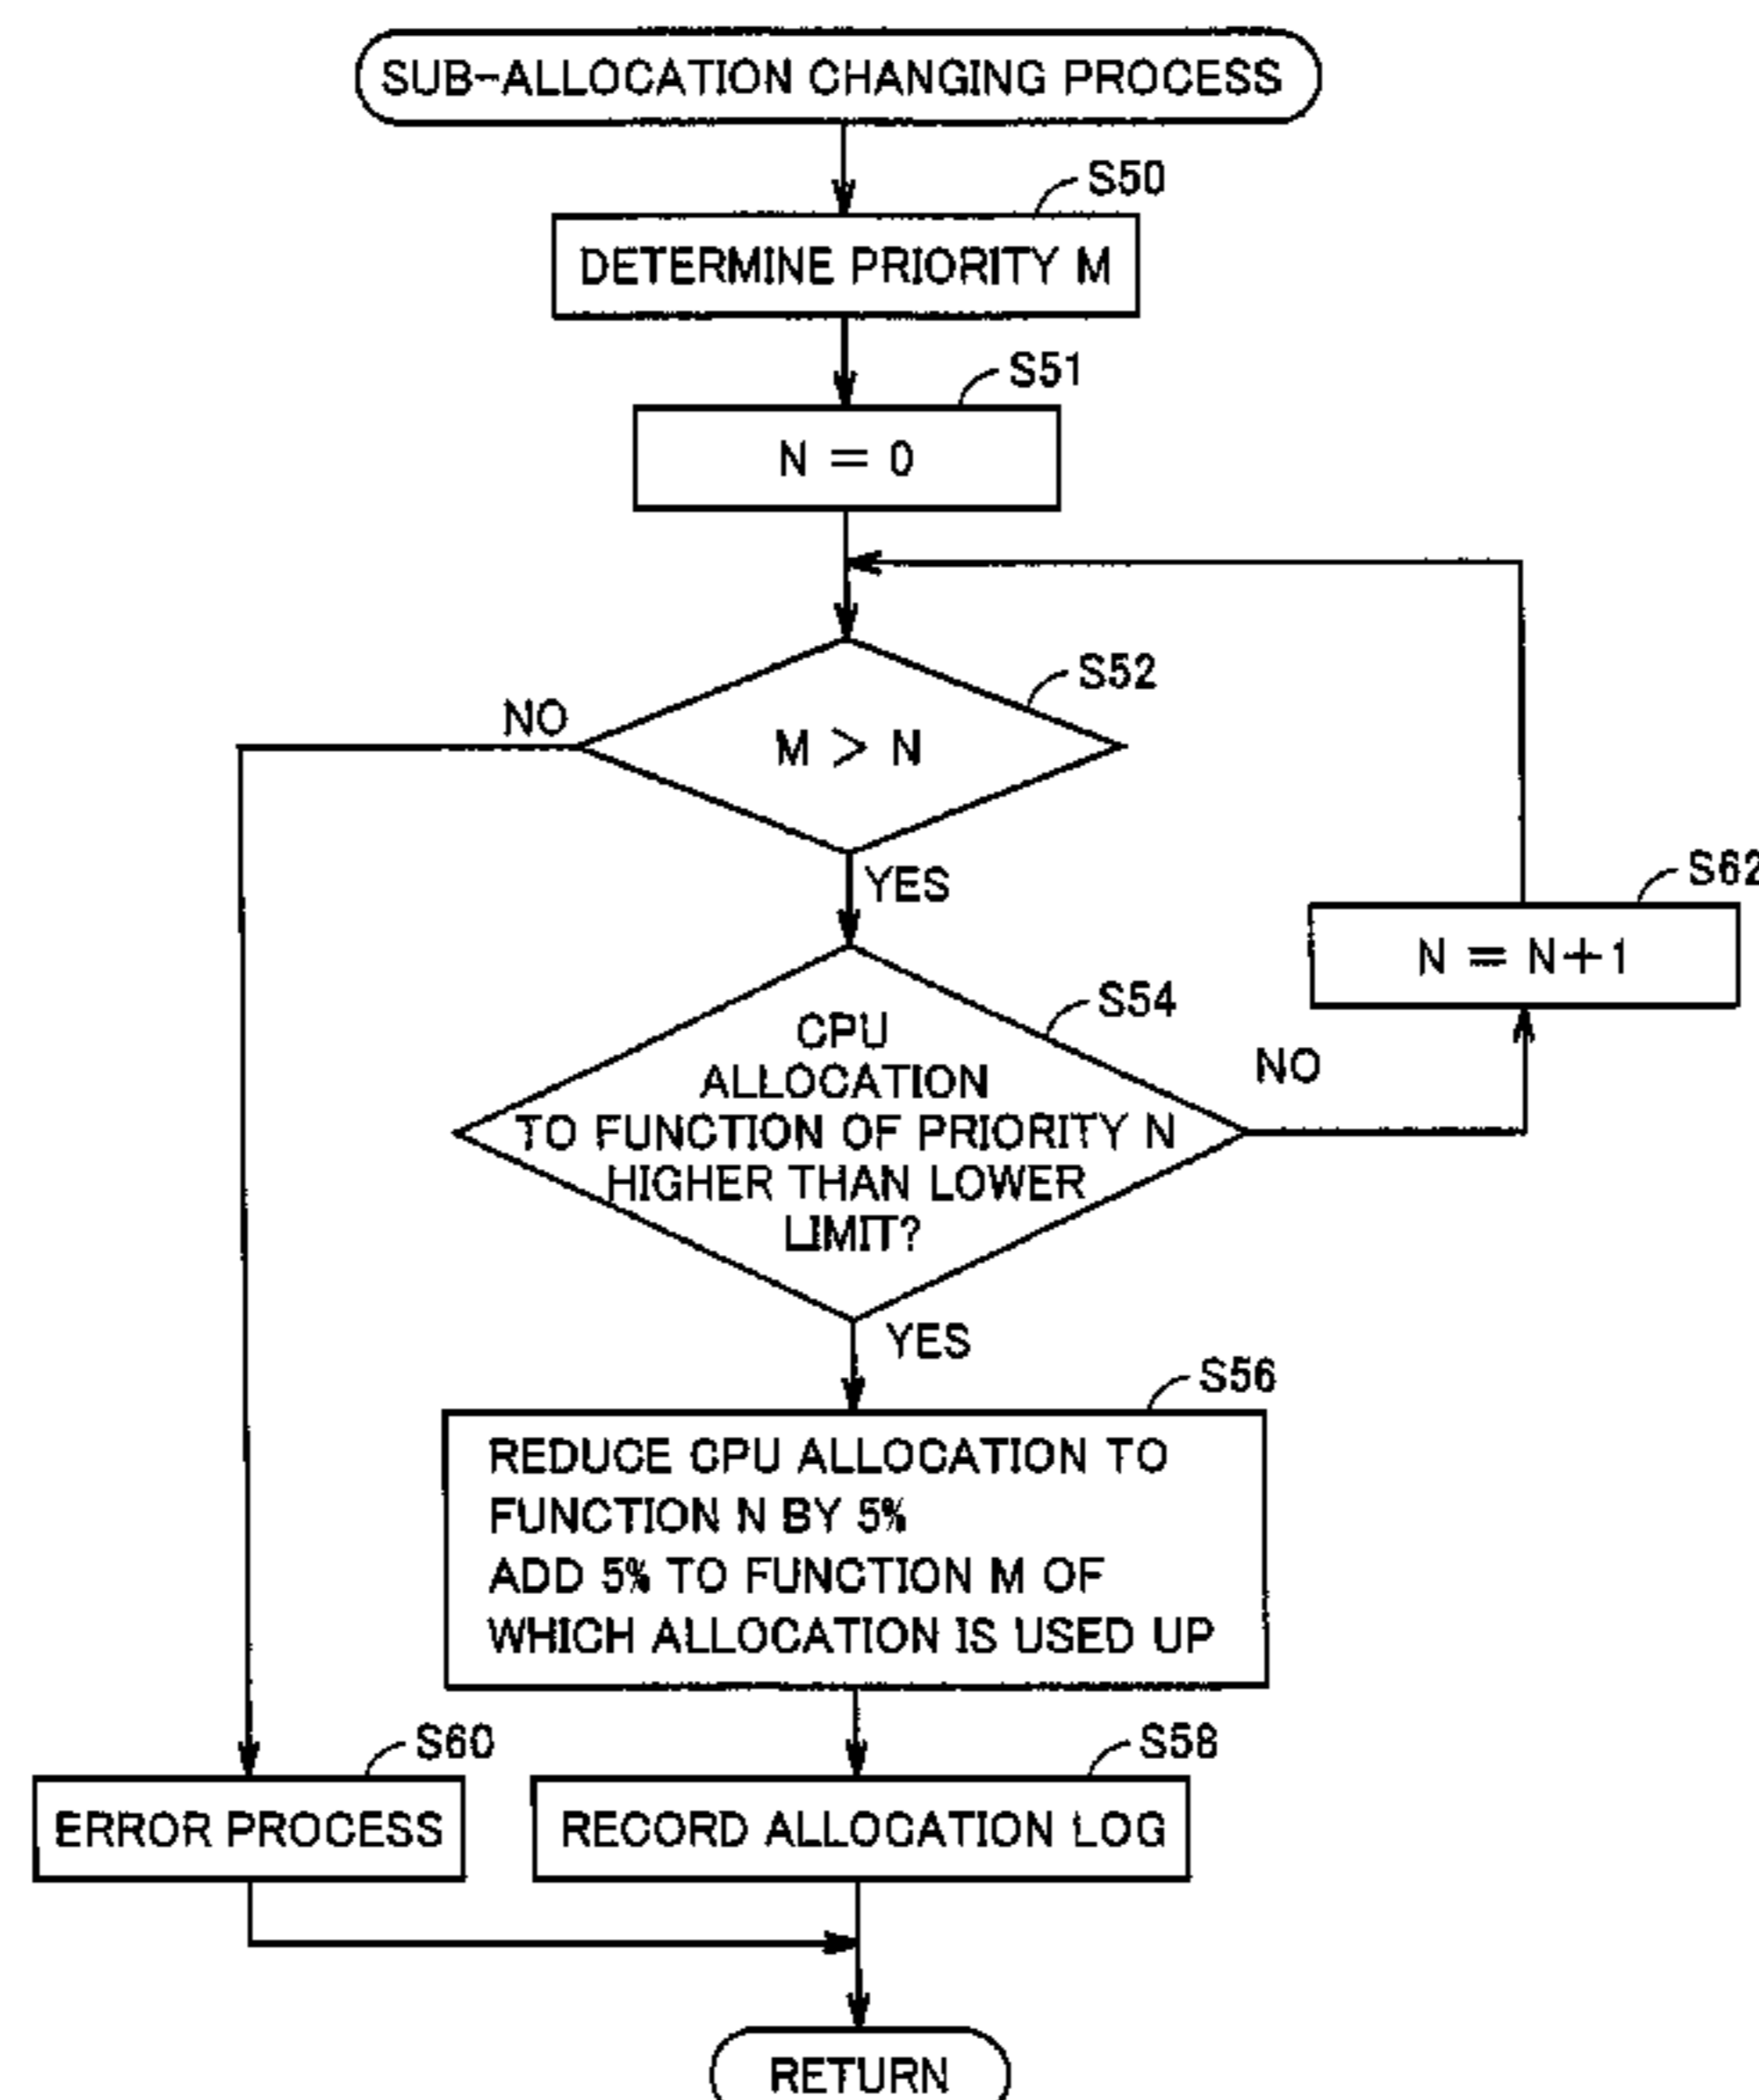 SUB-ALLOCATION CHANGING PROCESS
S50
DETERMINE PRIORITY M
S51
N = 0
S52
NO
M > N
YES
S62
N = N+1
S54
CPU
ALLOCATION
TO FUNCTION OF PRIORITY N
HIGHER THAN LOWER
LIMIT?
NO
YES
S56
REDUCE CPU ALLOCATION TO
FUNCTION N BY 5%
ADD 5% TO FUNCTION M OF
WHICH ALLOCATION IS USED UP
S60
ERROR PROCESS
S58
RECORD ALLOCATION LOG
RETURN